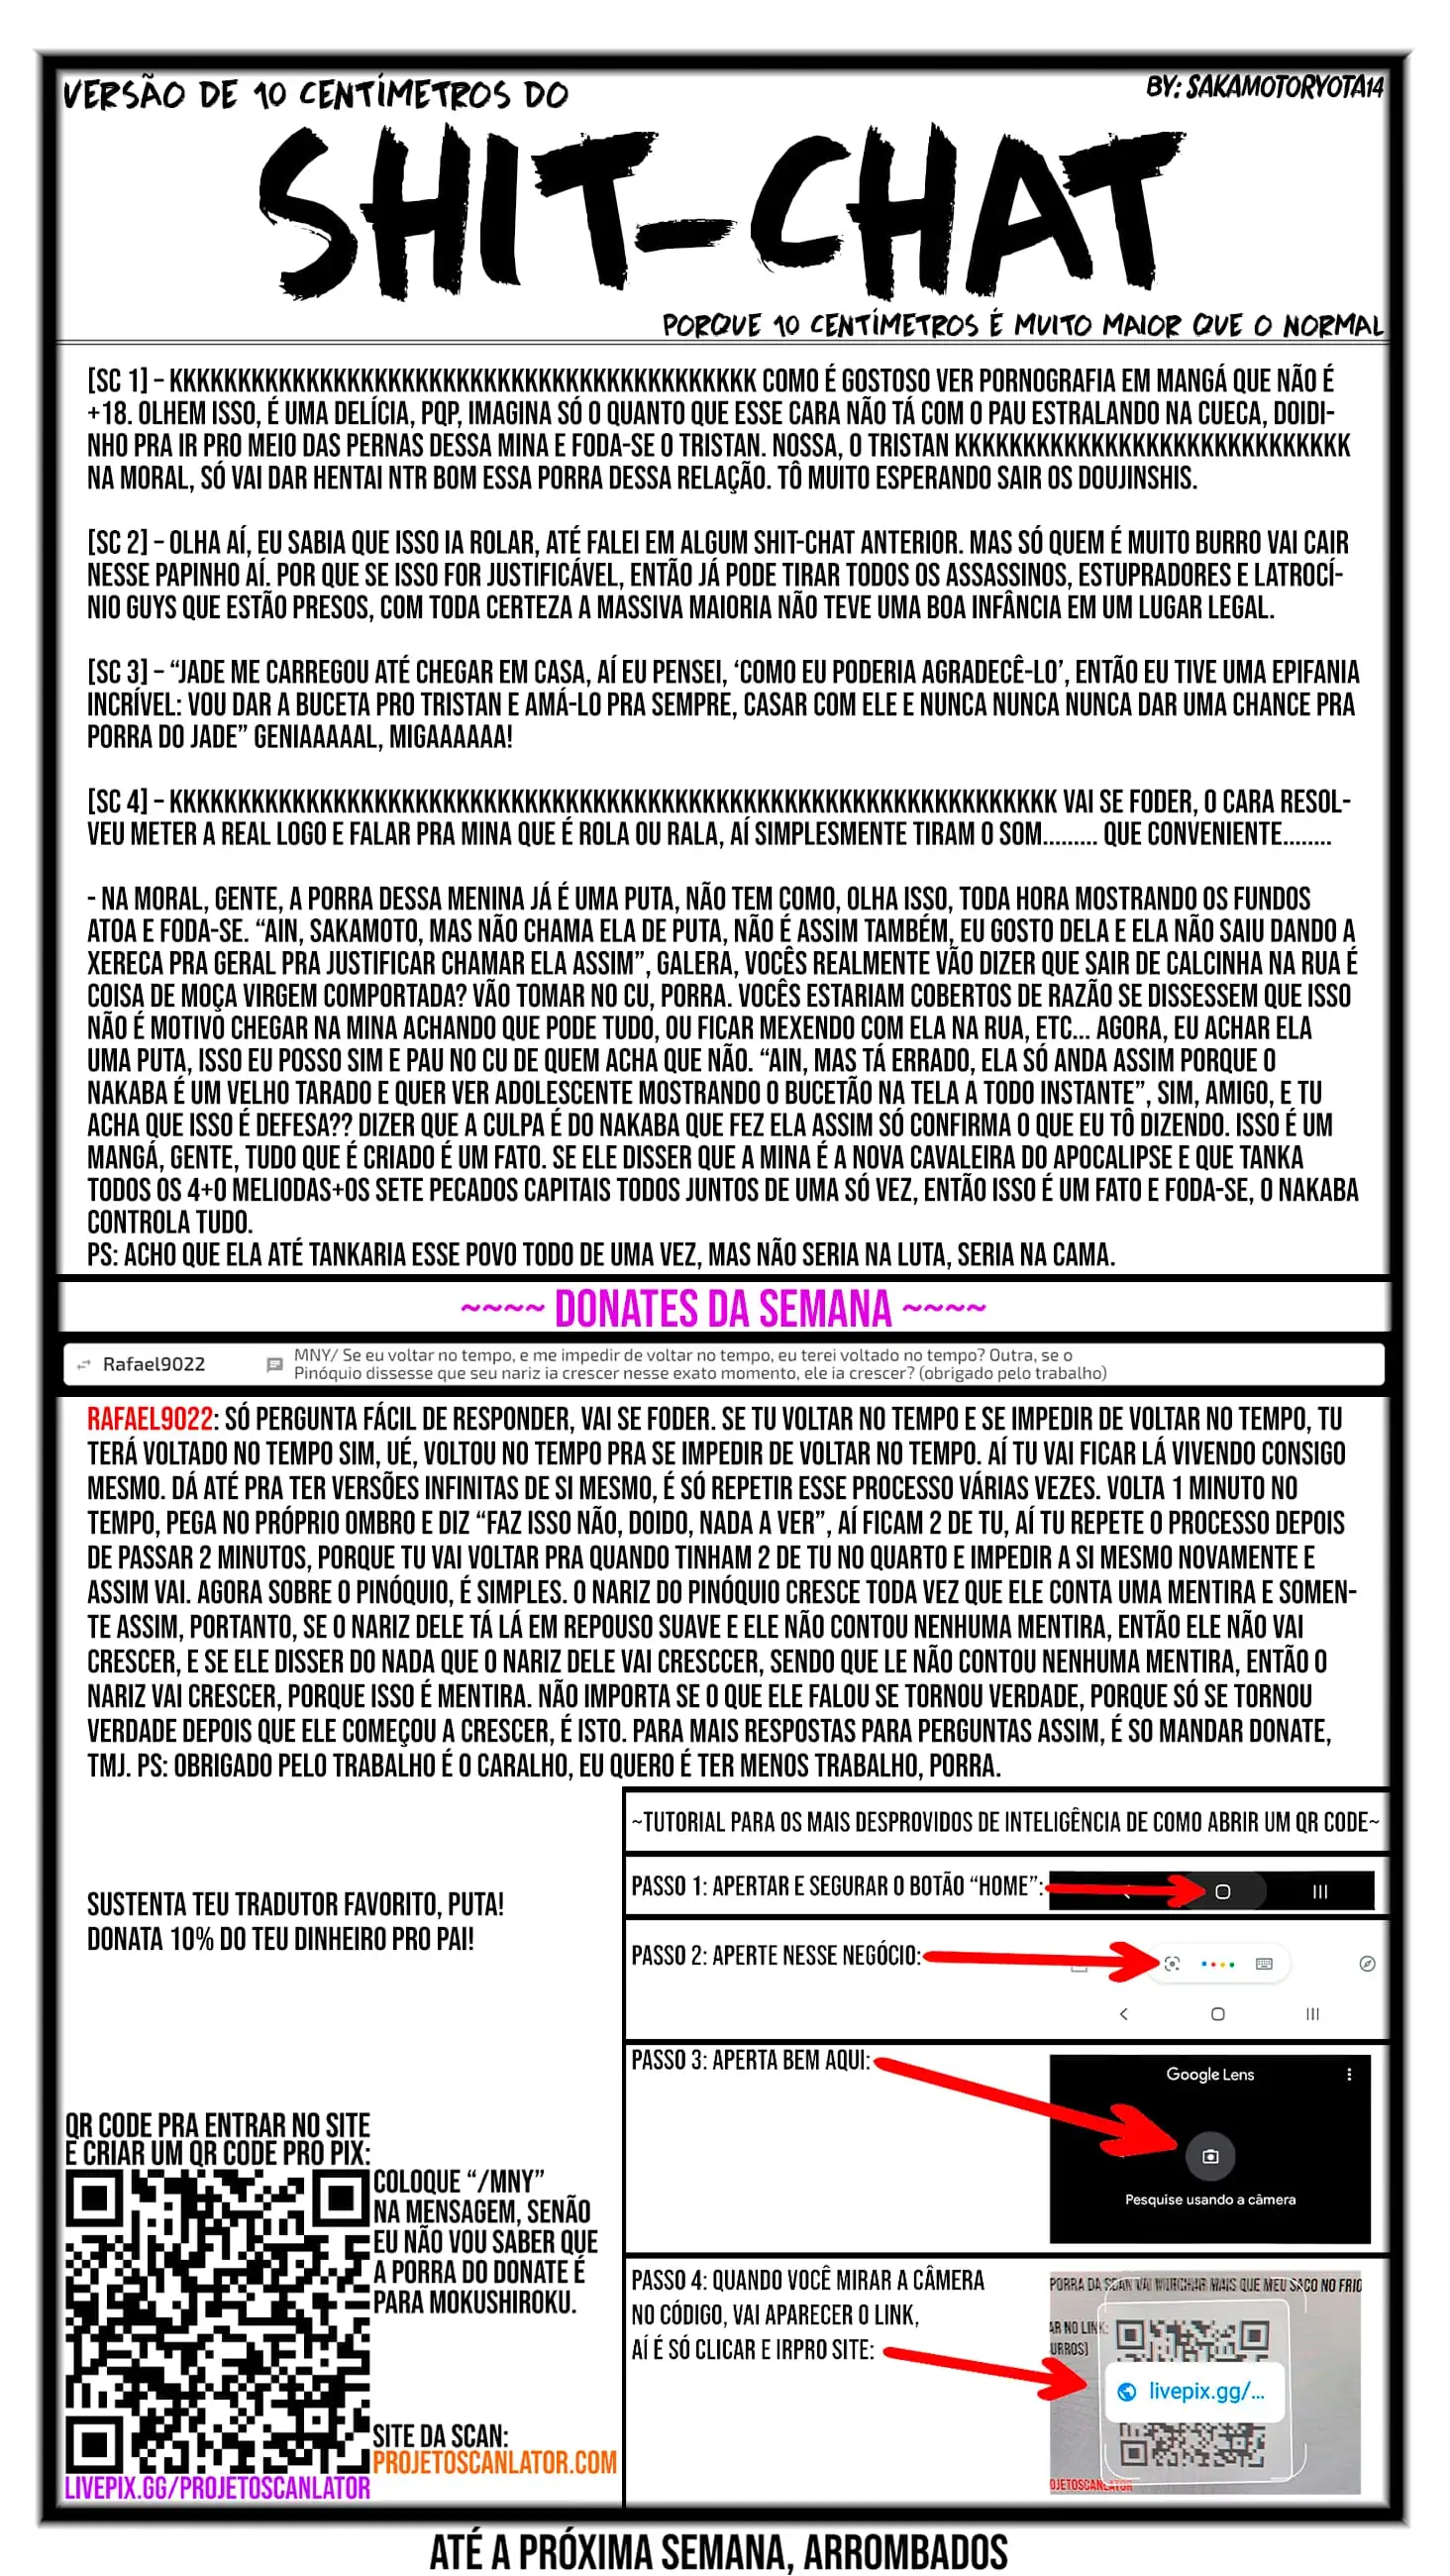 VERSÃO DE 10 CENTÍMETROS DO
BY: SAKAMOTORYOTA14
SHIT-CHAT
PORQUE 10 CENTÍMETROS É MUITO MAIOR QUE O NORMAL
[SC 1] – KKKKKKKKKKKKKKKKKKKKKKKKKKKKKKKKKKKKKKKKKKK COMO É GOSTOSO VER PORNOGRAFIA EM MANGÁ QUE NÃO É
+18. OLHEM ISSO, É UMA DELÍCIA, PQP, IMAGINA SÓ O QUANTO QUE ESSE CARA NÃO TÁ COM O PAU ESTRALANDO NA CUECA, DOIDI-
NHO PRA IR PRO MEIO DAS PERNAS DESSA MINA E FODA-SE O TRISTAN. NOSSA, O TRISTAN KKKKKKKKKKKKKKKKKKKKKKKKKKKKK
NA MORAL, SÓ VAI DAR HENTAI NTR BOM ESSA PORRA DESSA RELAÇÃO. TÔ MUITO ESPERANDO SAIR OS DOUJINSHIS.
[SC 2] – OLHA AÍ, EU SABIA QUE ISSO IA ROLAR, ATÉ FALEI EM ALGUM SHIT-CHAT ANTERIOR. MAS SÓ QUEM É MUITO BURRO VAI CAIR
NESSE PAPINHO AÍ. POR QUE SE ISSO FOR JUSTIFICÁVEL, ENTÃO JÁ PODE TIRAR TODOS OS ASSASSINOS, ESTUPRADORES E LATROCÍ-
NIO GUYS QUE ESTÃO PRESOS, COM TODA CERTEZA A MASSIVA MAIORIA NÃO TEVE UMA BOA INFÂNCIA EM UM LUGAR LEGAL.
[SC 3] – “JADE ME CARREGOU ATÉ CHEGAR EM CASA, AÍ EU PENSEI, ‘COMO EU PODERIA AGRADECÊ-LO’, ENTÃO EU TIVE UMA EPIFANIA
INCRÍVEL: VOU DAR A BUCETA PRO TRISTAN E AMÁ-LO PRA SEMPRE, CASAR COM ELE E NUNCA NUNCA NUNCA DAR UMA CHANCE PRA
PORRA DO JADE” GENIAAAAAL, MIGAAAAAA!
[SC 4] – KKKKKKKKKKKKKKKKKKKKKKKKKKKKKKKKKKKKKKKKKKKKKKKKKKKKKKKKKKKKKKKKK VAI SE FODER, O CARA RESOL-
VEU METER A REAL LOGO E FALAR PRA MINA QUE É ROLA OU RALA, AÍ SIMPLESMENTE TIRAM O SOM......... QUE CONVENIENTE........
- NA MORAL, GENTE, A PORRA DESSA MENINA JÁ É UMA PUTA, NÃO TEM COMO, OLHA ISSO, TODA HORA MOSTRANDO OS FUNDOS
ATOA E FODA-SE. “AIN, SAKAMOTO, MAS NÃO CHAMA ELA DE PUTA, NÃO É ASSIM TAMBÉM, EU GOSTO DELA E ELA NÃO SAIU DANDO A
XERECA PRA GERAL PRA JUSTIFICAR CHAMAR ELA ASSIM”, GALERA, VOCÊS REALMENTE VÃO DIZER QUE SAIR DE CALCINHA NA RUA É
COISA DE MOÇA VIRGEM COMPORTADA? VÃO TOMAR NO CU, PORRA. VOCÊS ESTARIAM COBERTOS DE RAZÃO SE DISSESSEM QUE ISSO
NÃO É MOTIVO CHEGAR NA MINA ACHANDO QUE PODE TUDO, OU FICAR MEXENDO COM ELA NA RUA, ETC... AGORA, EU ACHAR ELA
UMA PUTA, ISSO EU POSSO SIM E PAU NO CU DE QUEM ACHA QUE NÃO. “AIN, MAS TÁ ERRADO, ELA SÓ ANDA ASSIM PORQUE O
NAKABA É UM VELHO TARADO E QUER VER ADOLESCENTE MOSTRANDO O BUCETÃO NA TELA A TODO INSTANTE”, SIM, AMIGO, E TU
ACHA QUE ISSO É DEFESA?? DIZER QUE A CULPA É DO NAKABA QUE FEZ ELA ASSIM SÓ CONFIRMA O QUE EU TÔ DIZENDO. ISSO É UM
MANGÁ, GENTE, TUDO QUE É CRIADO É UM FATO. SE ELE DISSER QUE A MINA É A NOVA CAVALEIRA DO APOCALIPSE E QUE TANKA
TODOS OS 4+O MELIODAS+OS SETE PECADOS CAPITAIS TODOS JUNTOS DE UMA SÓ VEZ, ENTÃO ISSO É UM FATO E FODA-SE, O NAKABA
CONTROLA TUDO.
PS: ACHO QUE ELA ATÉ TANKARIA ESSE POVO TODO DE UMA VEZ, MAS NÃO SERIA NA LUTA, SERIA NA CAMA.
~~~~ DONATES DA SEMANA ~~~~
Rafael9022
MNY/ Se eu voltar no tempo, e me impedir de voltar no tempo, eu terei voltado no tempo? Outra, se o
Pinóquio dissesse que seu nariz ia crescer nesse exato momento, ele ia crescer? (obrigado pelo trabalho)
RAFAEL9022: SÓ PERGUNTA FÁCIL DE RESPONDER, VAI SE FODER. SE TU VOLTAR NO TEMPO E SE IMPEDIR DE VOLTAR NO TEMPO, TU
TERÁ VOLTADO NO TEMPO SIM, UÉ, VOLTOU NO TEMPO PRA SE IMPEDIR DE VOLTAR NO TEMPO. AÍ TU VAI FICAR LÁ VIVENDO CONSIGO
MESMO. DÁ ATÉ PRA TER VERSÕES INFINITAS DE SI MESMO, É SÓ REPETIR ESSE PROCESSO VÁRIAS VEZES. VOLTA 1 MINUTO NO
TEMPO, PEGA NO PRÓPRIO OMBRO E DIZ “FAZ ISSO NÃO, DOIDO, NADA A VER”, AÍ FICAM 2 DE TU, AÍ TU REPETE O PROCESSO DEPOIS
DE PASSAR 2 MINUTOS, PORQUE TU VAI VOLTAR PRA QUANDO TINHAM 2 DE TU NO QUARTO E IMPEDIR A SI MESMO NOVAMENTE E
ASSIM VAI. AGORA SOBRE O PINÓQUIO, É SIMPLES. O NARIZ DO PINÓQUIO CRESCE TODA VEZ QUE ELE CONTA UMA MENTIRA E SOMEN-
TE ASSIM, PORTANTO, SE O NARIZ DELE TÁ LÁ EM REPOUSO SUAVE E ELE NÃO CONTOU NENHUMA MENTIRA, ENTÃO ELE NÃO VAI
CRESCER, E SE ELE DISSER DO NADA QUE O NARIZ DELE VAI CRESCCER, SENDO QUE LE NÃO CONTOU NENHUMA MENTIRA, ENTÃO O
NARIZ VAI CRESCER, PORQUE ISSO É MENTIRA. NÃO IMPORTA SE O QUE ELE FALOU SE TORNOU VERDADE, PORQUE SÓ SE TORNOU
VERDADE DEPOIS QUE ELE COMEÇOU A CRESCER, É ISTO. PARA MAIS RESPOSTAS PARA PERGUNTAS ASSIM, É SO MANDAR DONATE,
TMJ. PS: OBRIGADO PELO TRABALHO É O CARALHO, EU QUERO É TER MENOS TRABALHO, PORRA.
SUSTENTA TEU TRADUTOR FAVORITO, PUTA!
DONATA 10% DO TEU DINHEIRO PRO PAI!
QR CODE PRA ENTRAR NO SITE
E CRIAR UM QR CODE PRO PIX:
COLOQUE “/MNY”
NA MENSAGEM, SENÃO
EU NÃO VOU SABER QUE
A PORRA DO DONATE É
PARA MOKUSHIROKU.
SITE DA SCAN:
PROJETOSCANLATOR.COM
LIVEPIX.GG/PROJETOSCANLATOR
~TUTORIAL PARA OS MAIS DESPROVIDOS DE INTELIGÊNCIA DE COMO ABRIR UM QR CODE~
PASSO 1: APERTAR E SEGURAR O BOTÃO “HOME”:
PASSO 2: APERTE NESSE NEGÓCIO:
PASSO 3: APERTA BEM AQUI:
Google Lens
Pesquise usando a câmera
PASSO 4: QUANDO VOCÊ MIRAR A CÂMERA
NO CÓDIGO, VAI APARECER O LINK,
AÍ É SÓ CLICAR E IRPRO SITE:
PORRA DA SCAN VAI MURCHAR MAIS QUE MEU SACO NO FRIO
AR NO LINK:
URROS)
livepix.gg/...
OJETOSCANLATOR
ATÉ A PRÓXIMA SEMANA, ARROMBADOS